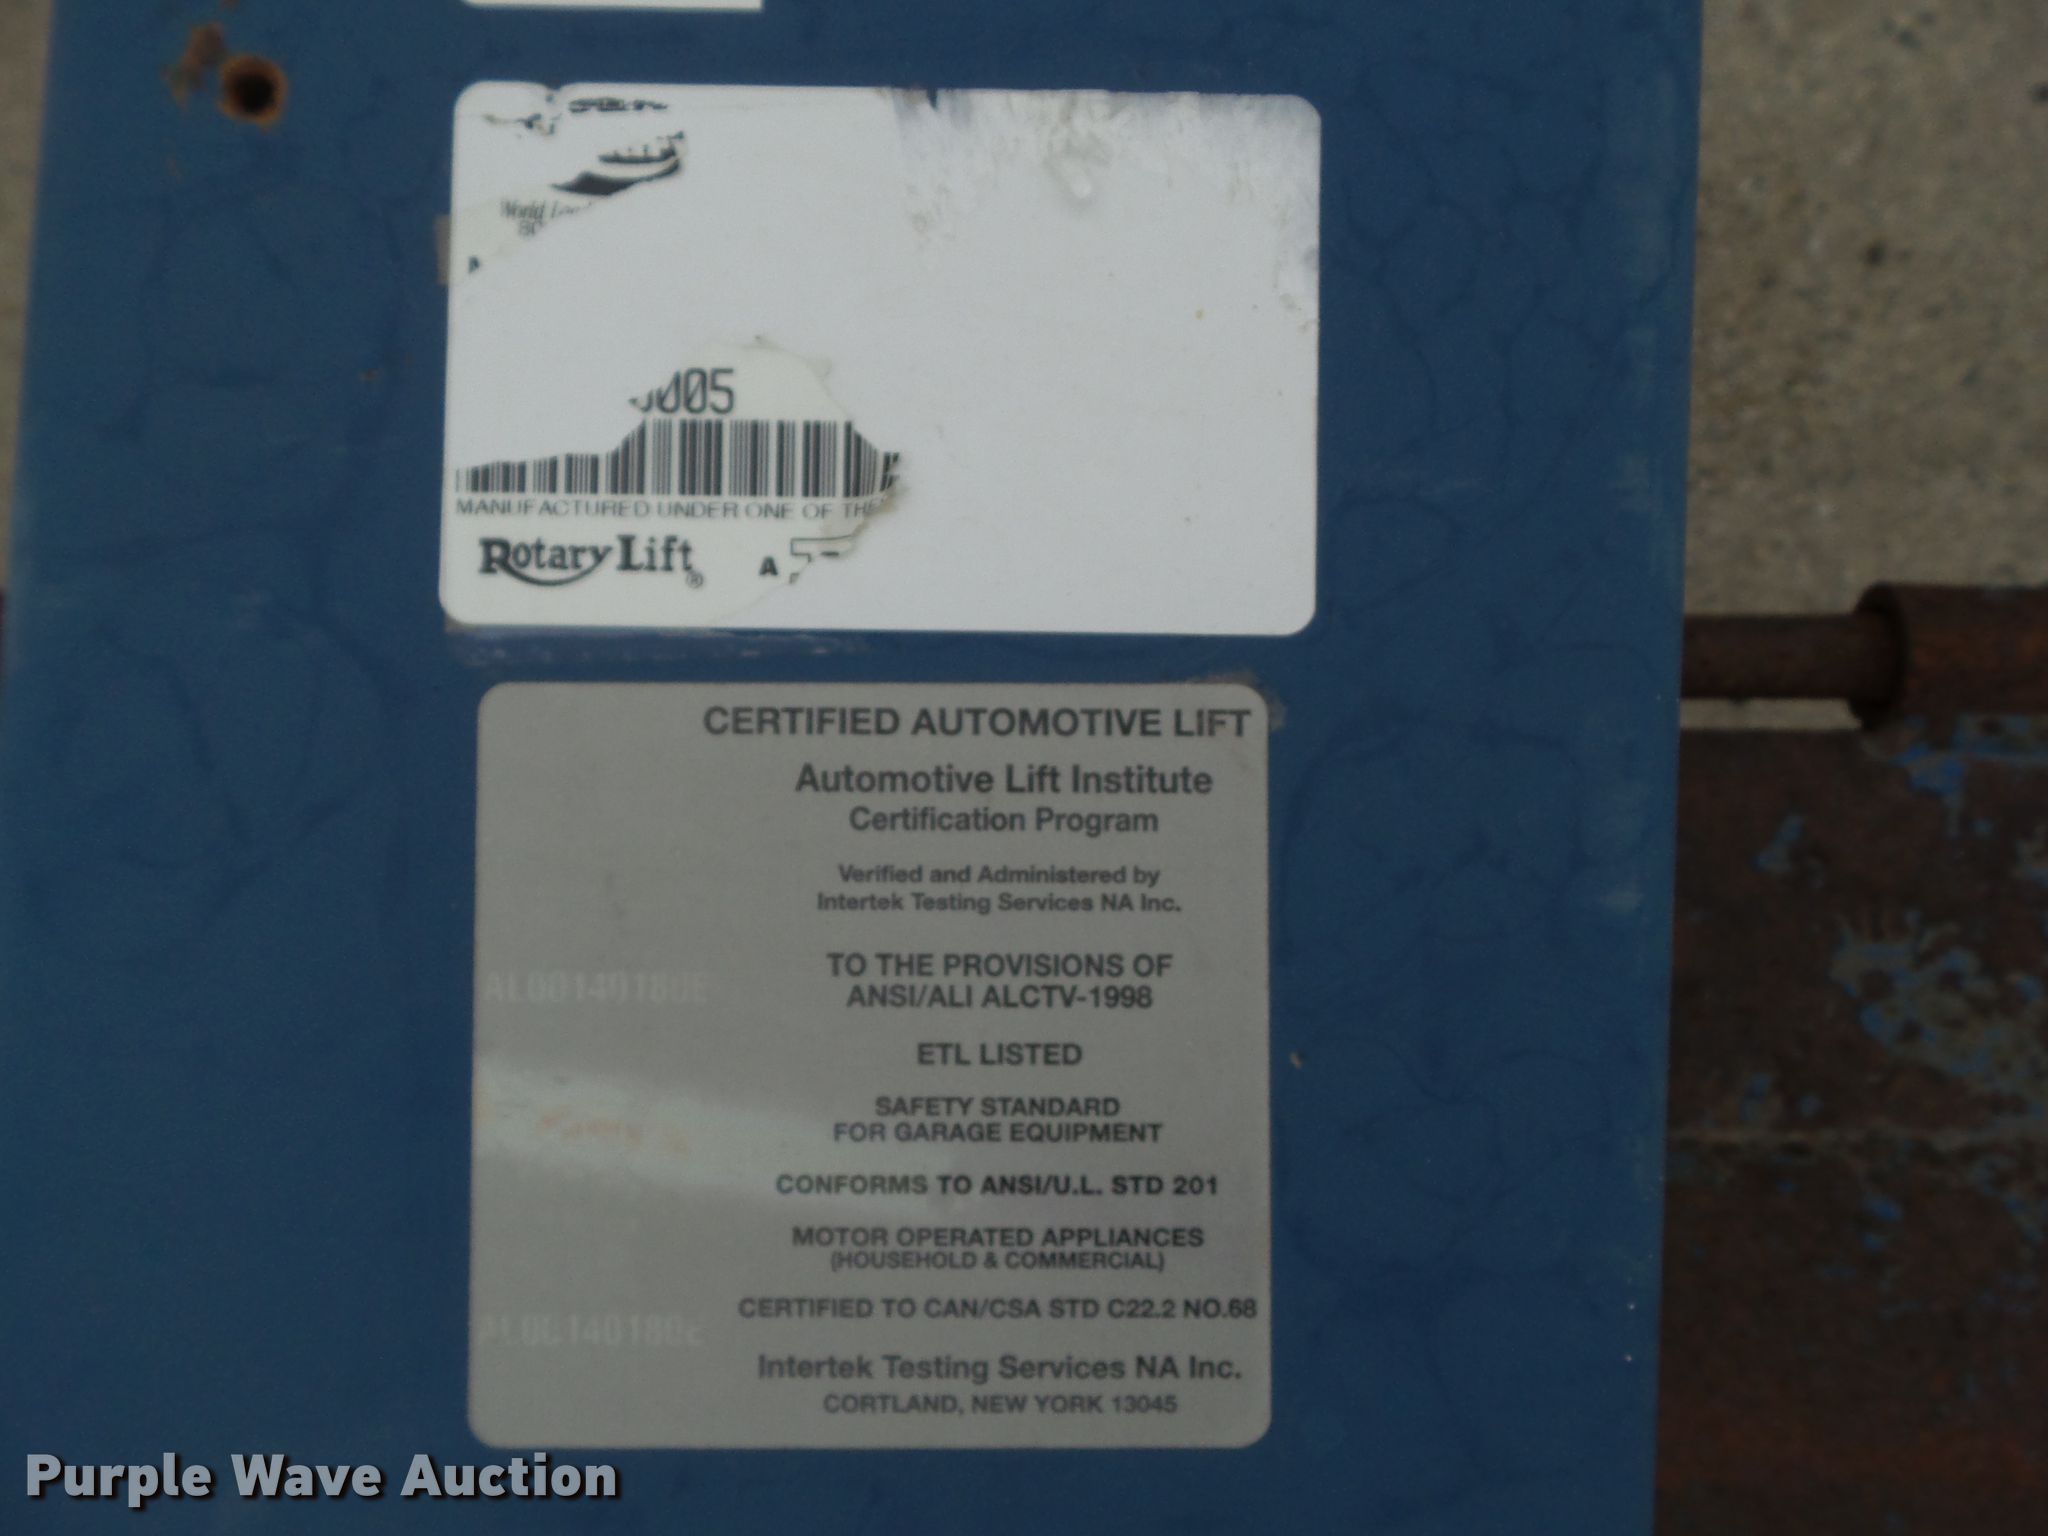 World
005
MANUFACTURED UNDER ONE OF THE
Rotary Lift®
A
CERTIFIED AUTOMOTIVE LIFT
Automotive Lift Institute
Certification Program
Verified and Administered by
Intertek Testing Services NA Inc.
TO THE PROVISIONS OF
ANSI/ALI ALCTV-1998
ETL LISTED
SAFETY STANDARD
FOR GARAGE EQUIPMENT
CONFORMS TO ANSI/U.L. STD 201
MOTOR OPERATED APPLIANCES
(HOUSEHOLD & COMMERCIAL)
CERTIFIED TO CAN/CSA STD C22.2 NO.68
Intertek Testing Services NA Inc.
CORTLAND, NEW YORK 13045
Purple Wave Auction